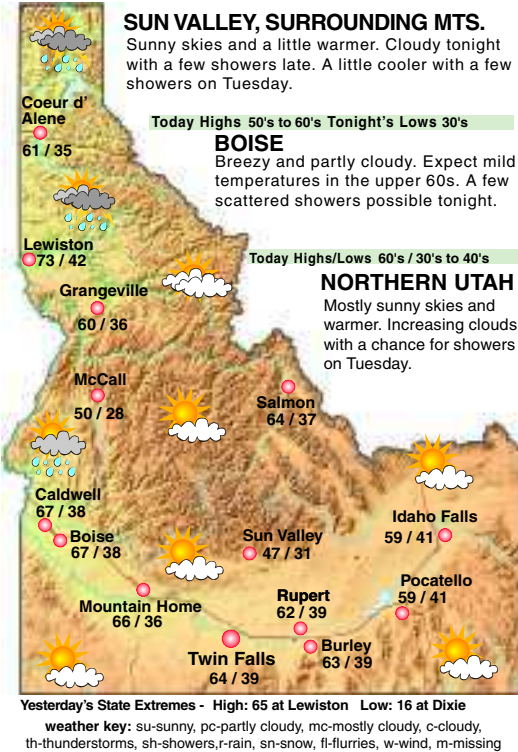 SUN VALLEY, SURROUNDING MTS.
Sunny skies and a little warmer. Cloudy tonight
with a few showers late. A little cooler with a few
showers on Tuesday.
Today Highs 50's to 60's Tonight's Lows 30's
BOISE
Breezy and partly cloudy. Expect mild
temperatures in the upper 60s. A few
scattered showers possible tonight.
Today Highs/Lows 60's / 30's to 40's
NORTHERN UTAH
Mostly sunny skies and
warmer. Increasing clouds
with a chance for showers
on Tuesday.
Coeur d'
Alene
61 / 35
Lewiston
73 / 42
Grangeville
60 / 36
McCall
50 / 28
Salmon
64 / 37
Caldwell
67 / 38
Boise
67 / 38
Sun Valley
47 / 31
Idaho Falls
59 / 41
Pocatello
59 / 41
Mountain Home
66 / 36
Rupert
62 / 39
Burley
63 / 39
Twin Falls
64 / 39
Yesterday's State Extremes - High: 65 at Lewiston Low: 16 at Dixie
weather key: su-sunny, pc-partly cloudy, mc-mostly cloudy, c-cloudy,
th-thunderstorms, sh-showers,r-rain, sn-snow, fl-flurries, w-wind, m-missing